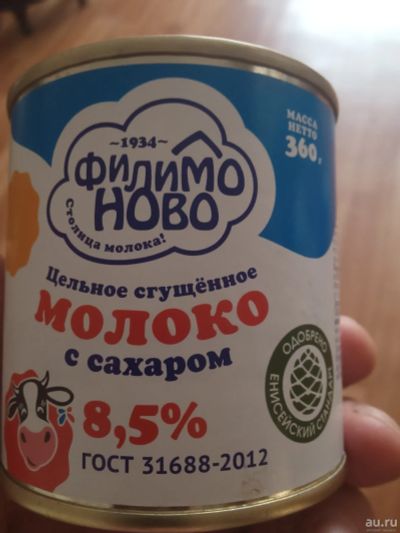 МАССА
НЕТТО
360г
~1934~
ФИЛИМО
НОВО
Столица молока!
Цельное сгущённое
МОЛОКО
с сахаром
8,5%
ГОСТ 31688-2012
ОДОБРЕНО
ЕНИСЕЙСКИЙ СТАНДАРТ
au.ru